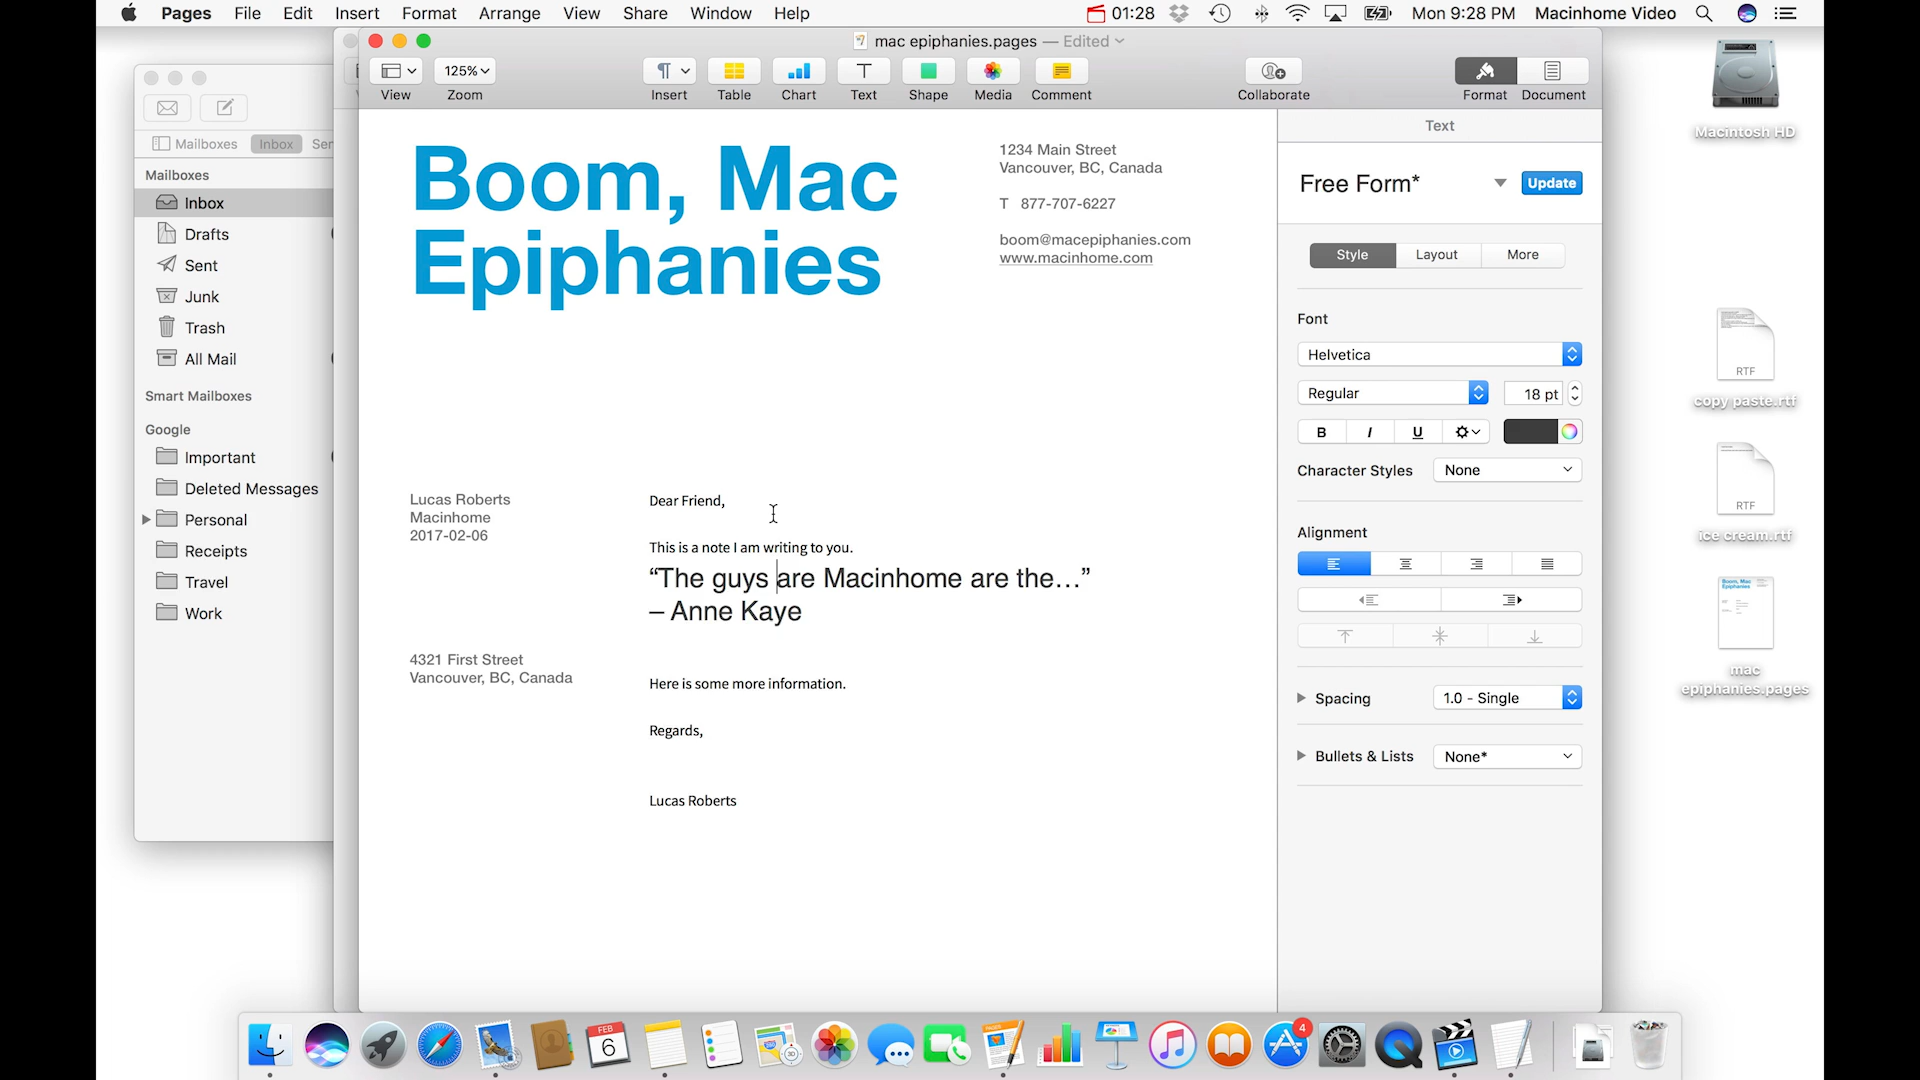 Pages File Edit Insert Format Arrange View Share Window Help 01:28 Mon 9:28 PM Macinhome Video
mac epiphanies.pages — Edited
125%
View Zoom Insert Table Chart Text Shape Media Comment Collaborate Format Document
Mailboxes Inbox Sen
Mailboxes
Inbox
Drafts
Sent
Junk
Trash
All Mail
Smart Mailboxes
Google
Important
Deleted Messages
Personal
Receipts
Travel
Work
Boom, Mac
Epiphanies
1234 Main Street
Vancouver, BC, Canada
T 877-707-6227
boom@macepiphanies.com
www.macinhome.com
Lucas Roberts
Macinhome
2017-02-06
4321 First Street
Vancouver, BC, Canada
Dear Friend,
This is a note I am writing to you.
“The guys are Macinhome are the…”
– Anne Kaye
Here is some more information.
Regards,
Lucas Roberts
Text
Free Form* Update
Style Layout More
Font
Helvetica
Regular 18 pt
B I U
Character Styles None
Alignment
Spacing 1.0 - Single
Bullets & Lists None*
Macintosh HD
RTF
copy paste.rtf
RTF
ice cream.rtf
Boom, Mac
Epiphanies
mac
epiphanies.pages
FEB
6
PAGES
4